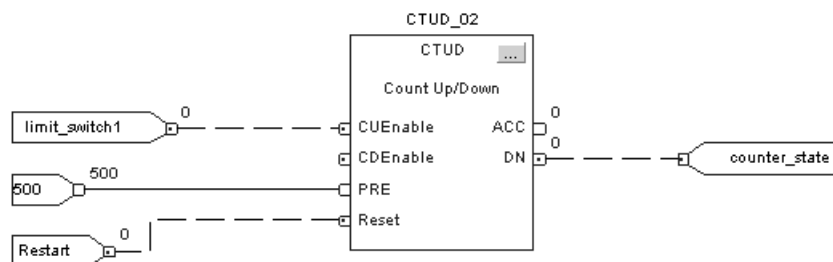 CTUD_02
CTUD ...
Count Up/Down
0
limit_switch1
CUEnable ACC 0
CDEnable DN 0
counter_state
500 500
PRE
Reset
Restart 0